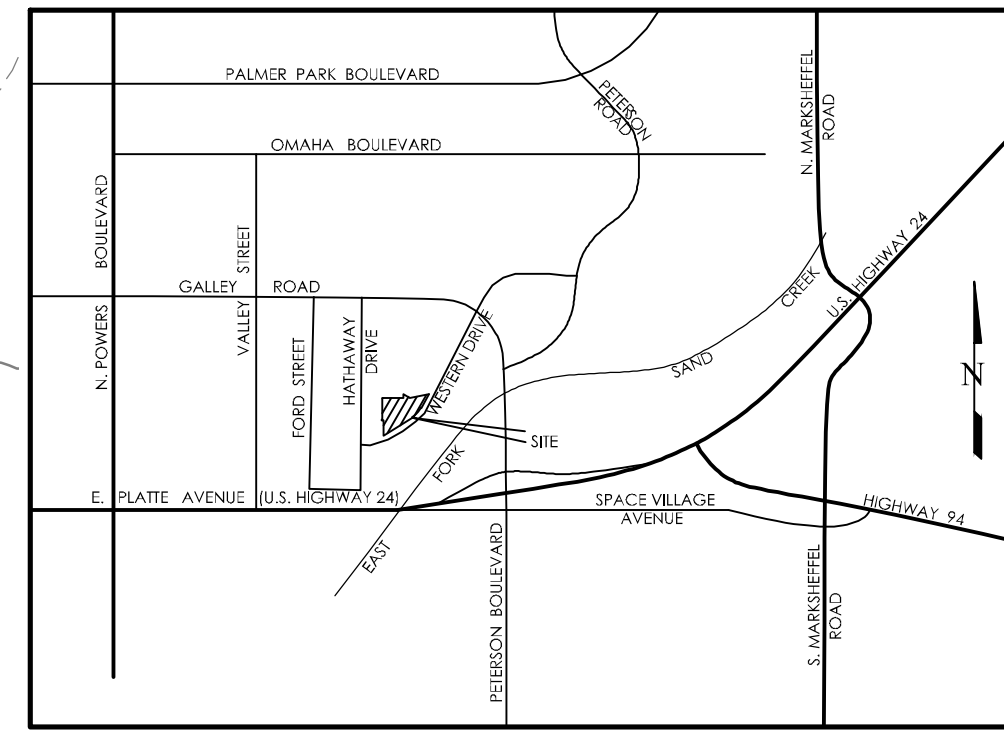 PALMER PARK BOULEVARD
PETERSON
ROAD
N. MARKSHEFFEL
ROAD
OMAHA BOULEVARD
N. POWERS BOULEVARD
VALLEY STREET
U.S. HIGHWAY 24
GALLEY ROAD
CREEK
SAND
FORD STREET
HATHAWAY
DRIVE
WESTERN DRIVE
N
SITE
FORK
E. PLATTE AVENUE (U.S. HIGHWAY 24)
SPACE VILLAGE
AVENUE
HIGHWAY 94
EAST
PETERSON BOULEVARD
S. MARKSHEFFEL
ROAD